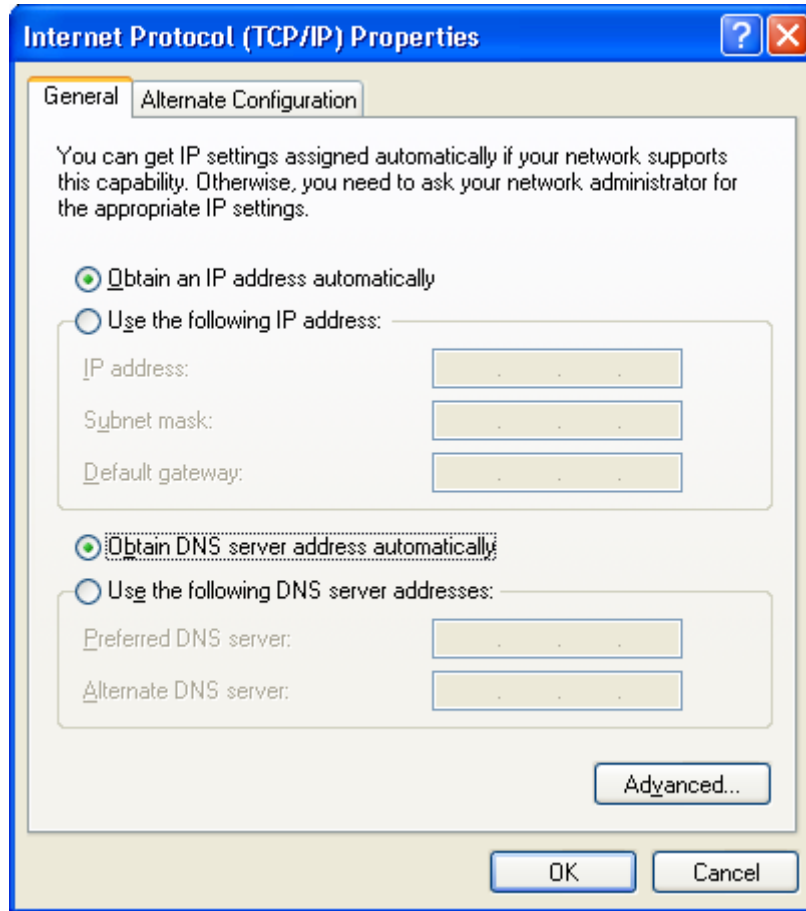 Internet Protocol (TCP/IP) Properties
General
Alternate Configuration
You can get IP settings assigned automatically if your network supports
this capability. Otherwise, you need to ask your network administrator for
the appropriate IP settings.
Obtain an IP address automatically
Use the following IP address:
IP address:
Subnet mask:
Default gateway:
Obtain DNS server address automatically
Use the following DNS server addresses:
Preferred DNS server:
Alternate DNS server:
Advanced...
OK
Cancel